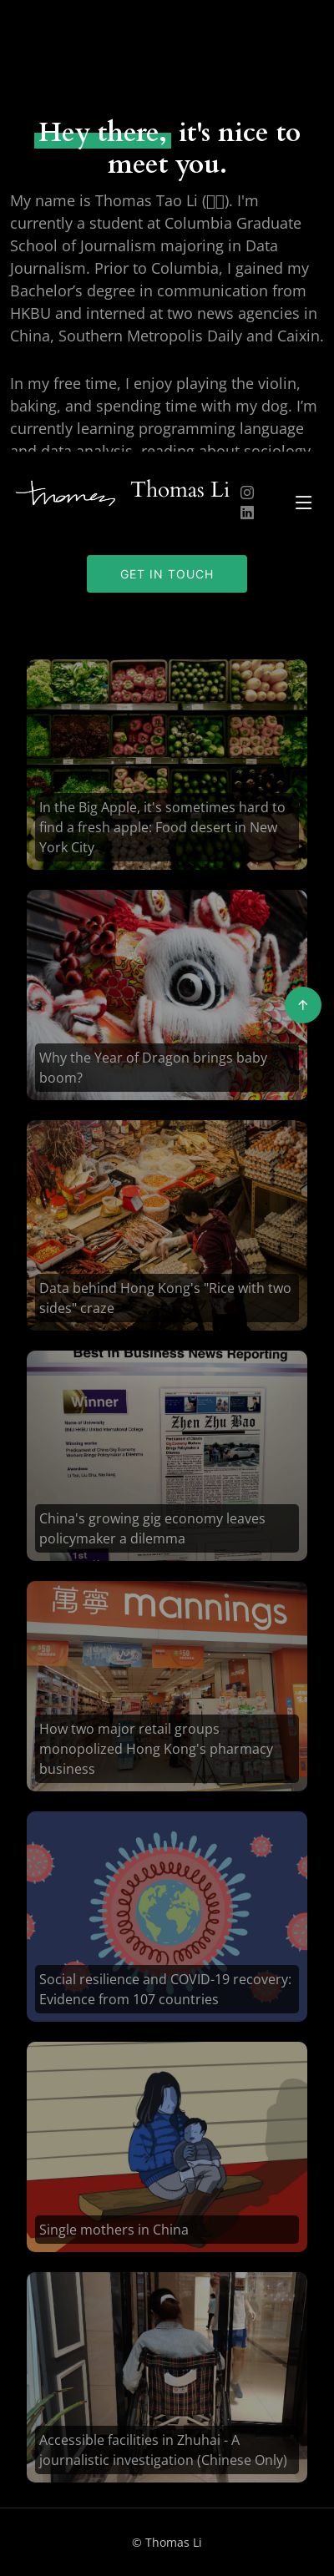 Hey there, it's nice to
meet you.
My name is Thomas Tao Li (▯▯). I'm
currently a student at Columbia Graduate
School of Journalism majoring in Data
Journalism. Prior to Columbia, I gained my
Bachelor’s degree in communication from
HKBU and interned at two news agencies in
China, Southern Metropolis Daily and Caixin.
In my free time, I enjoy playing the violin,
baking, and spending time with my dog. I’m
currently learning programming language
and data analysis, reading about sociology
Thomas
Thomas Li
GET IN TOUCH
In the Big Apple, it's sometimes hard to
find a fresh apple: Food desert in New
York City
Why the Year of Dragon brings baby
boom?
Data behind Hong Kong's "Rice with two
sides" craze
Best in Business News Reporting
Winner
Zhen Zhu Bao
1st
China's growing gig economy leaves
policymaker a dilemma
萬寧 mannings
How two major retail groups
monopolized Hong Kong's pharmacy
business
Social resilience and COVID-19 recovery:
Evidence from 107 countries
Single mothers in China
Accessible facilities in Zhuhai - A
journalistic investigation (Chinese Only)
© Thomas Li